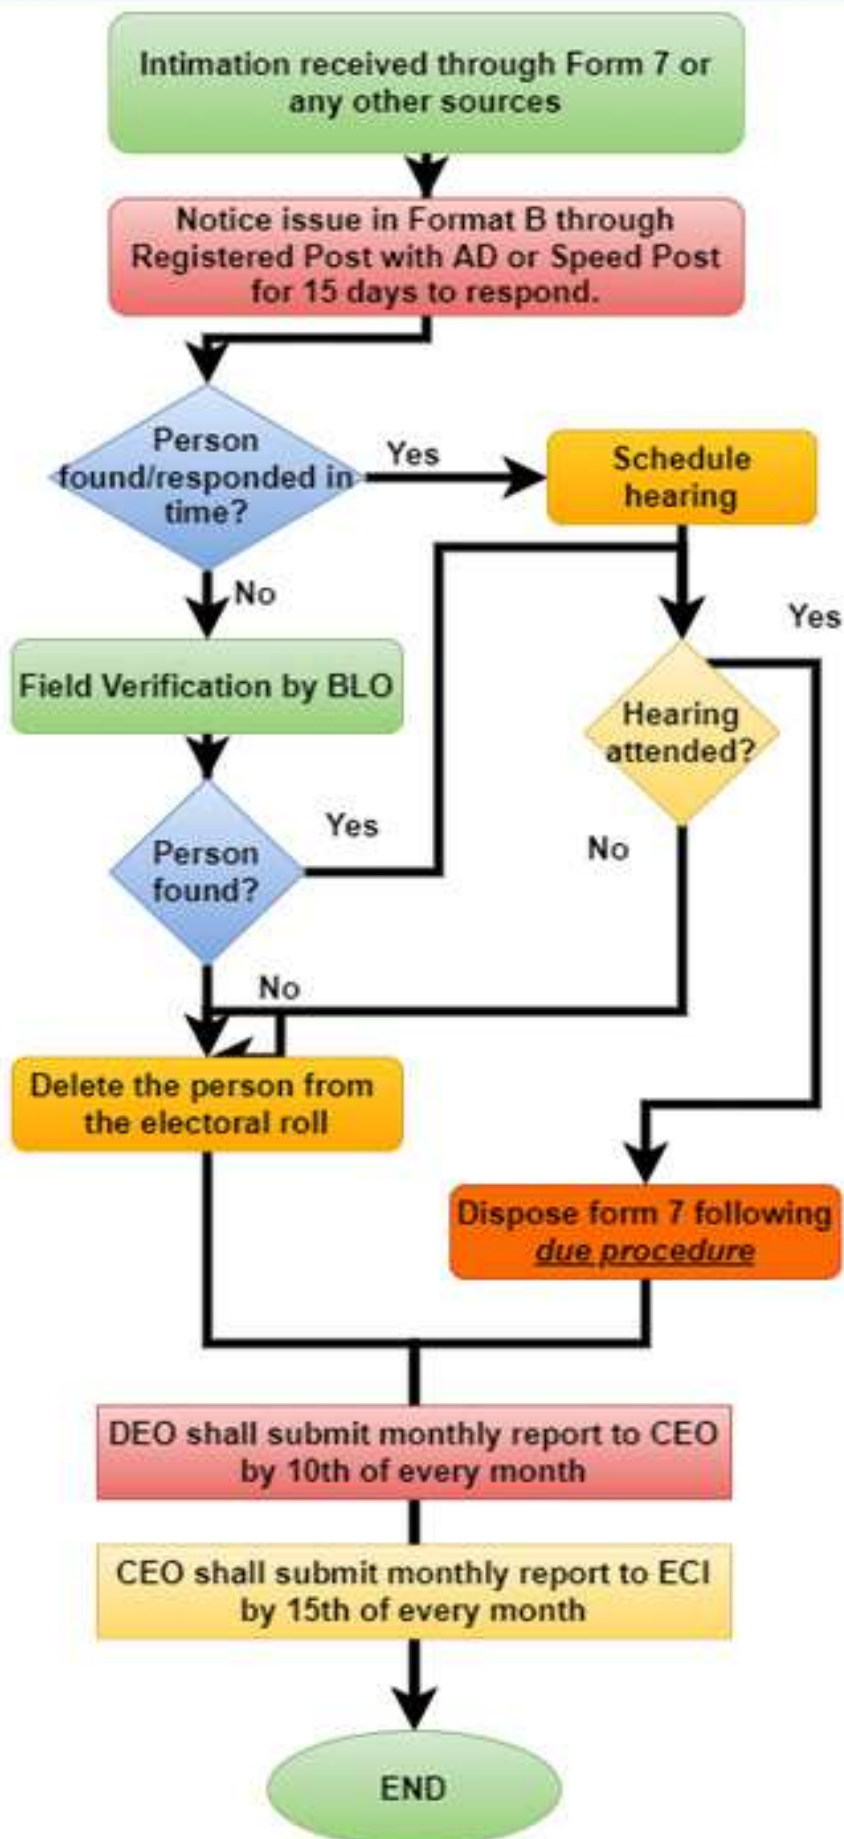 Intimation received through Form 7 or
any other sources
Notice issue in Format B through
Registered Post with AD or Speed Post
for 15 days to respond.
Person
found/responded in
time?
Yes
Schedule
hearing
No
Yes
Field Verification by BLO
Hearing
attended?
Person
found?
Yes
No
No
Delete the person from
the electoral roll
Dispose form 7 following
due procedure
DEO shall submit monthly report to CEO
by 10th of every month
CEO shall submit monthly report to ECI
by 15th of every month
END